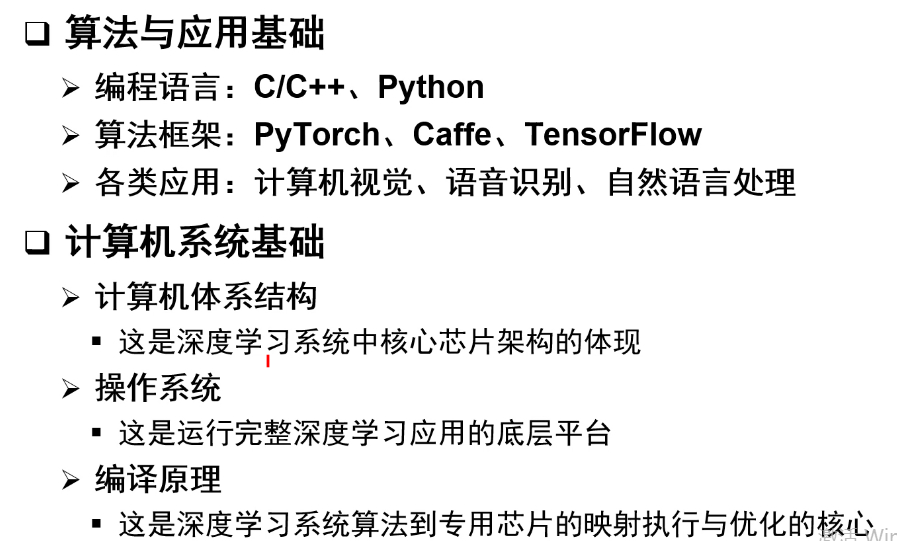 算法与应用基础
编程语言：C/C++、Python
算法框架：PyTorch、Caffe、TensorFlow
各类应用：计算机视觉、语音识别、自然语言处理
计算机系统基础
计算机体系结构
这是深度学习系统中核心芯片架构的体现
操作系统
这是运行完整深度学习应用的底层平台
编译原理
这是深度学习系统算法到专用芯片的映射执行与优化的核心
激活 Win